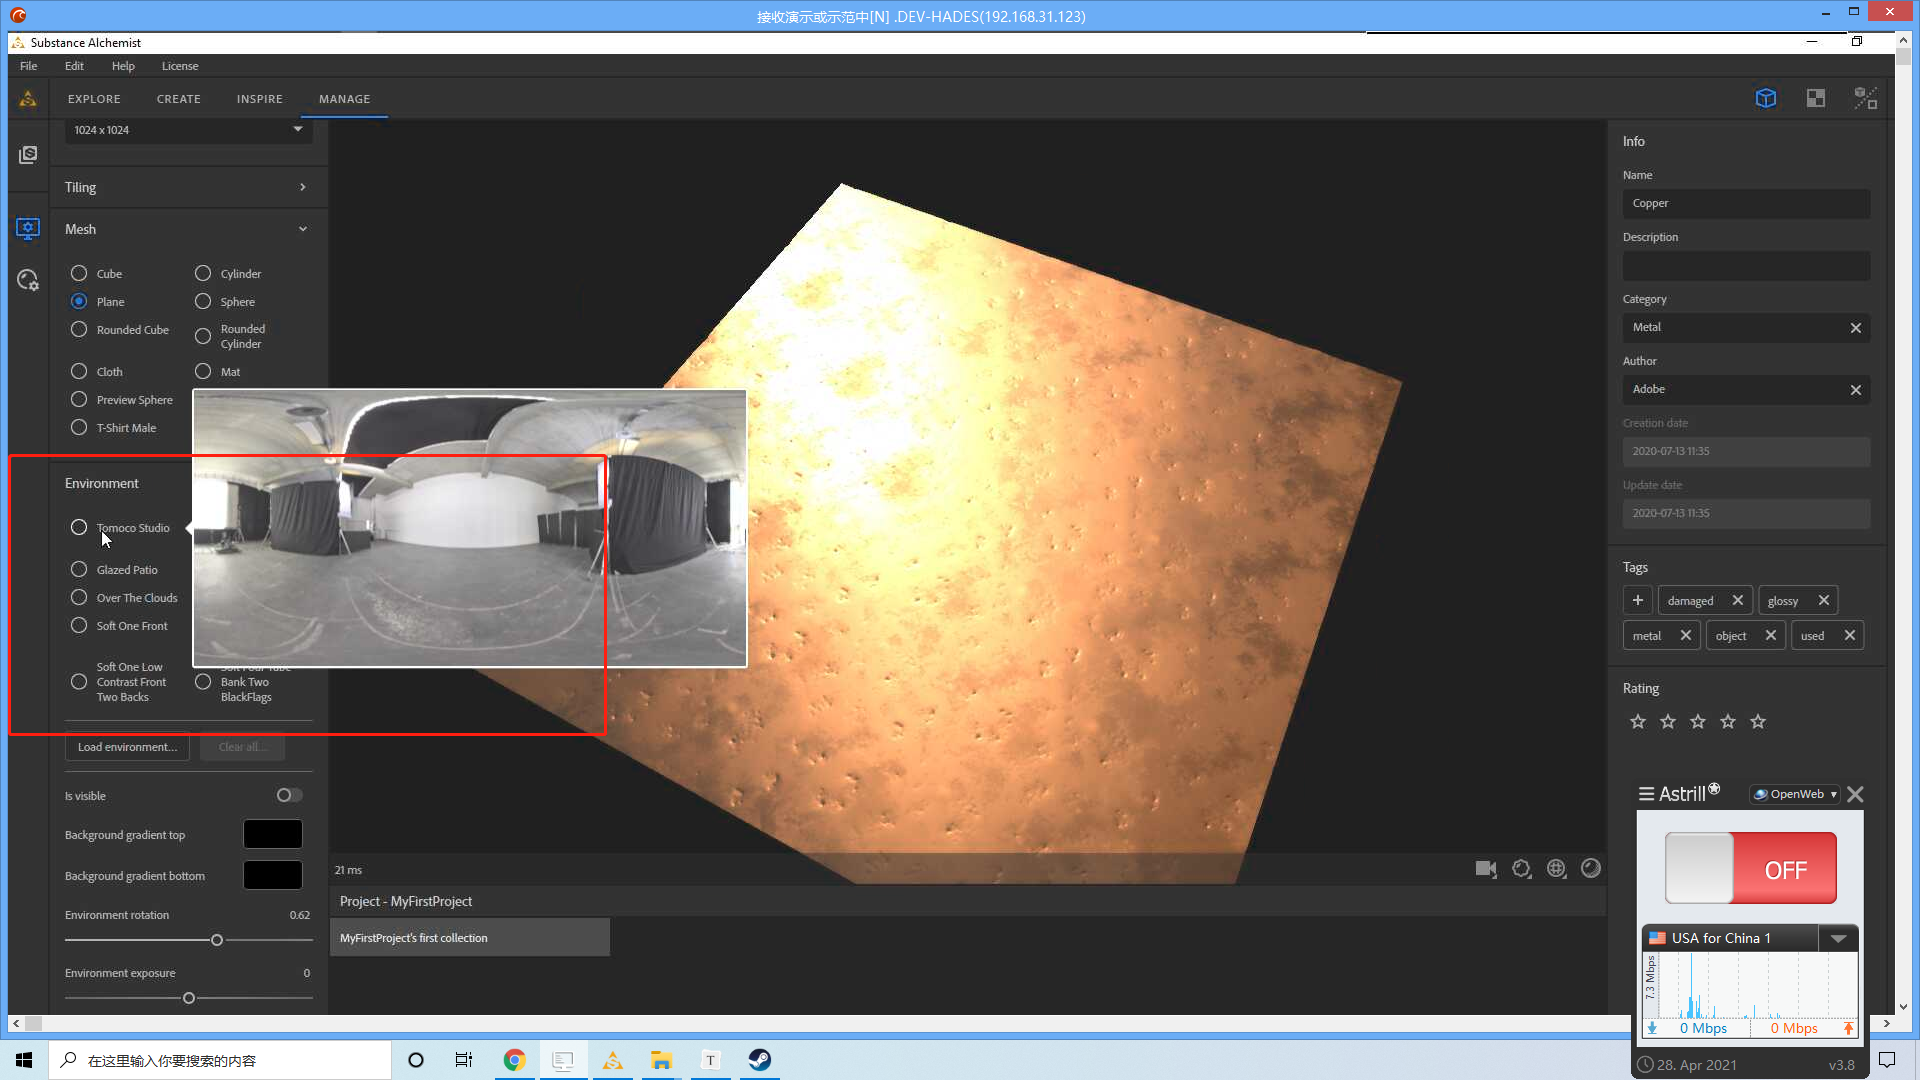 接收演示或示范中[N] .DEV-HADES(192.168.31.123)
Substance Alchemist
File Edit Help License
EXPLORE CREATE INSPIRE MANAGE
1024 x 1024
Tiling
Mesh
Cube Cylinder
Plane Sphere
Rounded Cube Rounded Cylinder
Cloth Mat
Preview Sphere
T-Shirt Male
Environment
Tomoco Studio
Glazed Patio
Over The Clouds
Soft One Front
Soft One Low
Contrast Front
Two Backs
Soft Four Tube
Bank Two
BlackFlags
Load environment...
Clear all...
Is visible
Background gradient top
Background gradient bottom
Environment rotation 0.62
Environment exposure 0
21 ms
Project - MyFirstProject
MyFirstProject's first collection
Info
Name
Copper
Description
Category
Metal
Author
Adobe
Creation date
2020-07-13 11:35
Update date
2020-07-13 11:35
Tags
+ damaged glossy
metal object used
Rating
Astrill OpenWeb
OFF
USA for China 1
7.3 Mbps
0 Mbps 0 Mbps
28. Apr 2021 v3.8
在这里输入你要搜索的内容
T